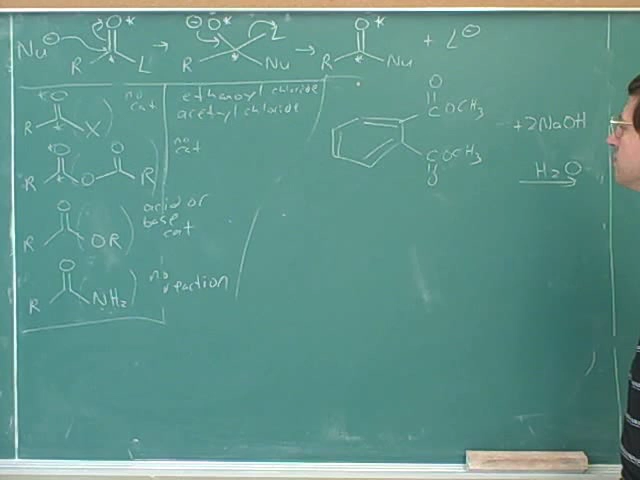 Nu⊖ R O* L → ⊖O* L R Nu → O* R Nu + L⊖
R O X no cat ethanoyl chloride
acetyl chloride
R O O O R no cat
R O OR acid or
base
cat
R O NH₂ no
reaction
O
C OCH₃
+2NaOH
H₂O
C OCH₃
O